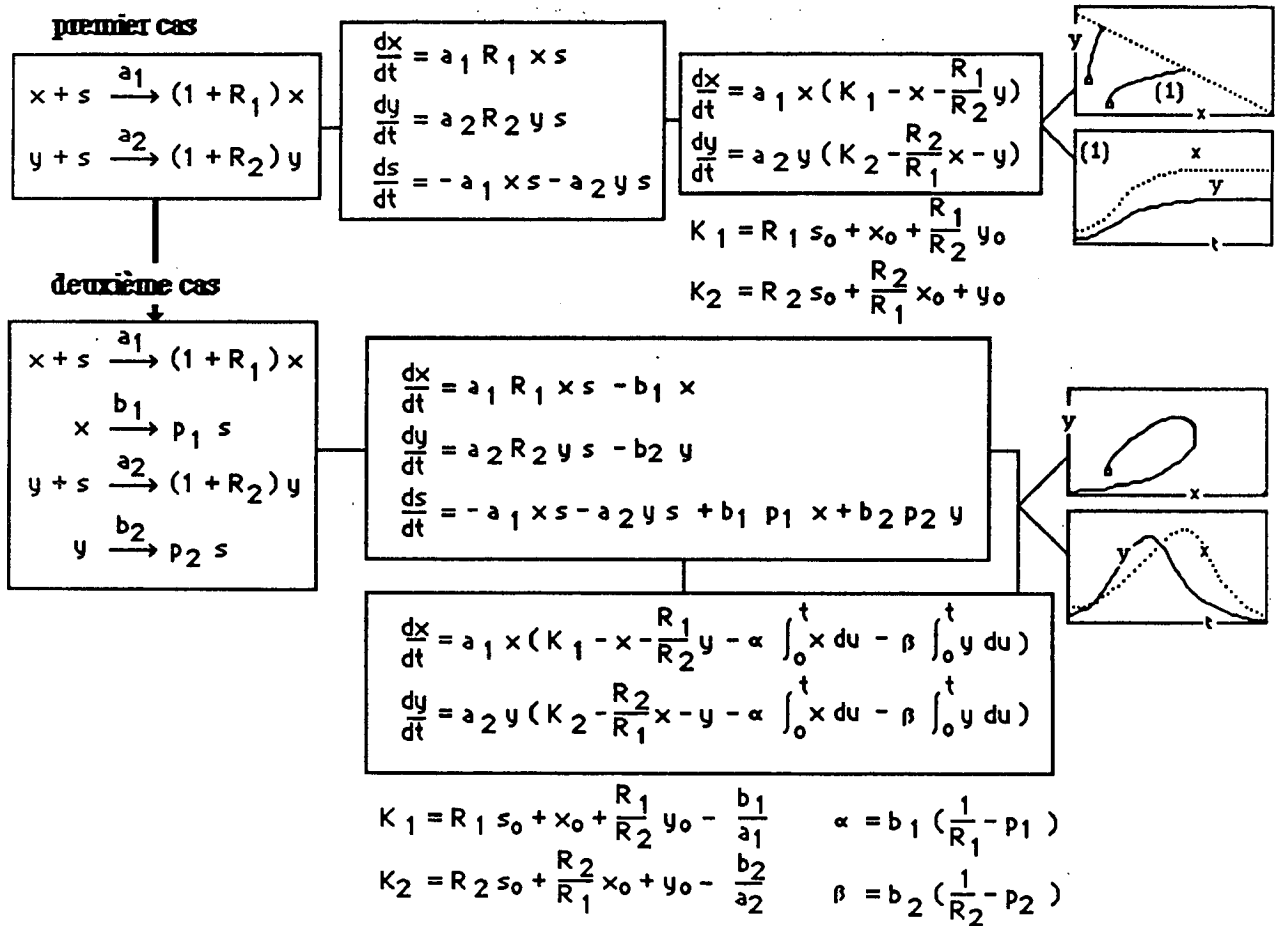 premier cas
x + s a₁→ (1 + R₁) x
y + s a₂→ (1 + R₂) y
dx/dt = a₁ R₁ x s
dy/dt = a₂ R₂ y s
ds/dt = - a₁ x s - a₂ y s
dx/dt = a₁ x ( K₁ - x - R₁/R₂ y)
dy/dt = a₂ y ( K₂ - R₂/R₁ x - y)
K₁ = R₁ s₀ + x₀ + R₁/R₂ y₀
K₂ = R₂ s₀ + R₂/R₁ x₀ + y₀
y
(1)
x
(1)
x
y
t
deuxième cas
x + s a₁→ (1 + R₁) x
x b₁→ p₁ s
y + s a₂→ (1 + R₂) y
y b₂→ p₂ s
dx/dt = a₁ R₁ x s - b₁ x
dy/dt = a₂ R₂ y s - b₂ y
ds/dt = - a₁ x s - a₂ y s + b₁ p₁ x + b₂ p₂ y
y
x
y
x
t
dx/dt = a₁ x ( K₁ - x - R₁/R₂ y - α ∫₀ᵗ x du - β ∫₀ᵗ y du )
dy/dt = a₂ y ( K₂ - R₂/R₁ x - y - α ∫₀ᵗ x du - β ∫₀ᵗ y du )
K₁ = R₁ s₀ + x₀ + R₁/R₂ y₀ - b₁/a₁ α = b₁ ( 1/R₁ - p₁ )
K₂ = R₂ s₀ + R₂/R₁ x₀ + y₀ - b₂/a₂ β = b₂ ( 1/R₂ - p₂ )